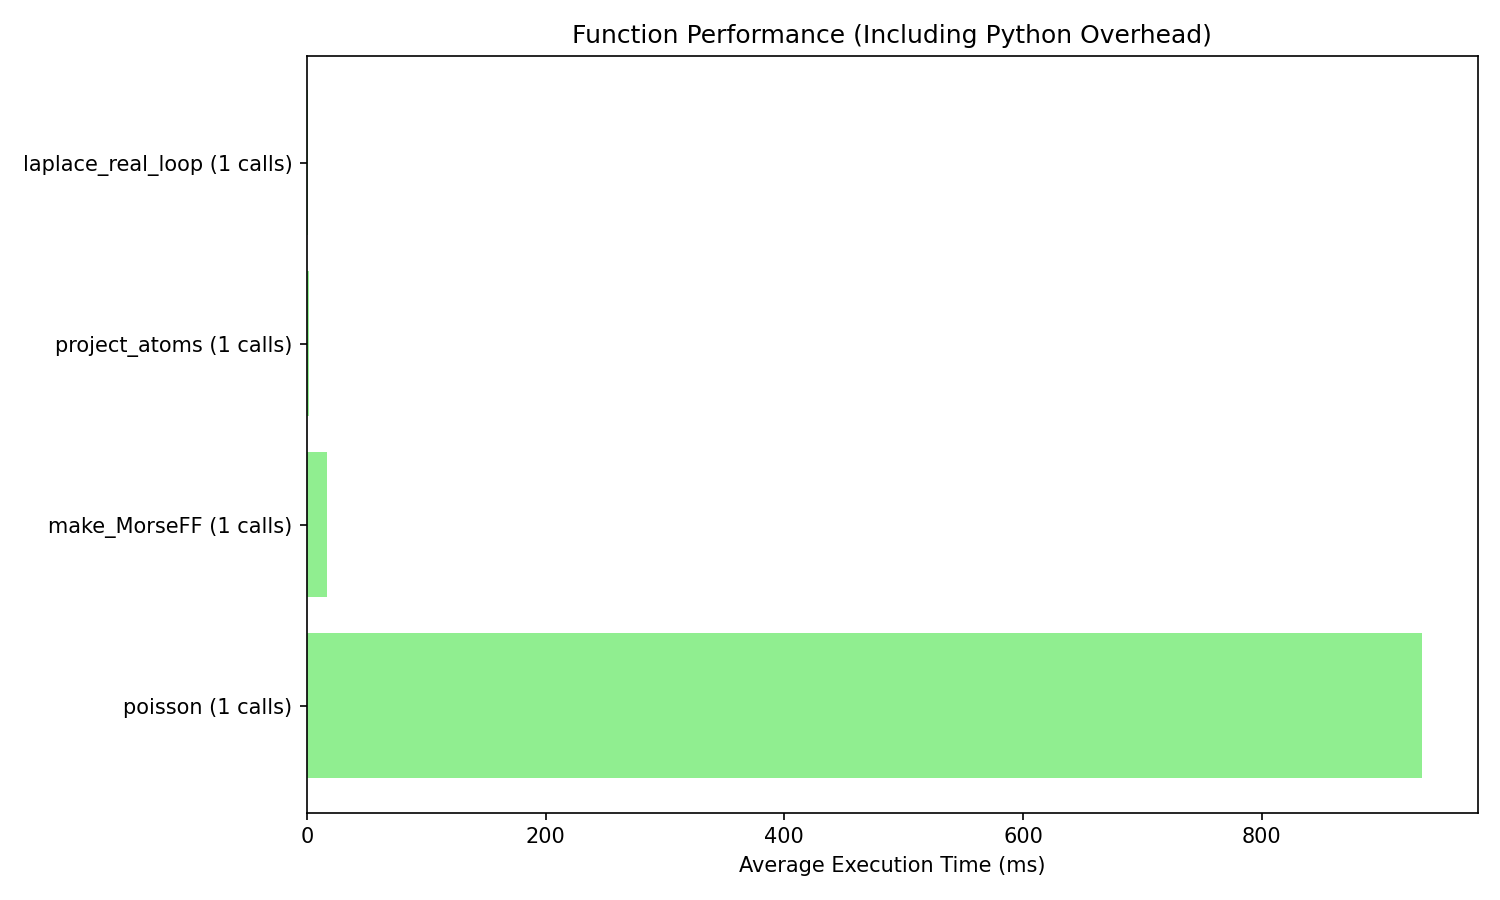 Function Performance (Including Python Overhead)
laplace_real_loop (1 calls)
project_atoms (1 calls)
make_MorseFF (1 calls)
poisson (1 calls)
0 200 400 600 800
Average Execution Time (ms)